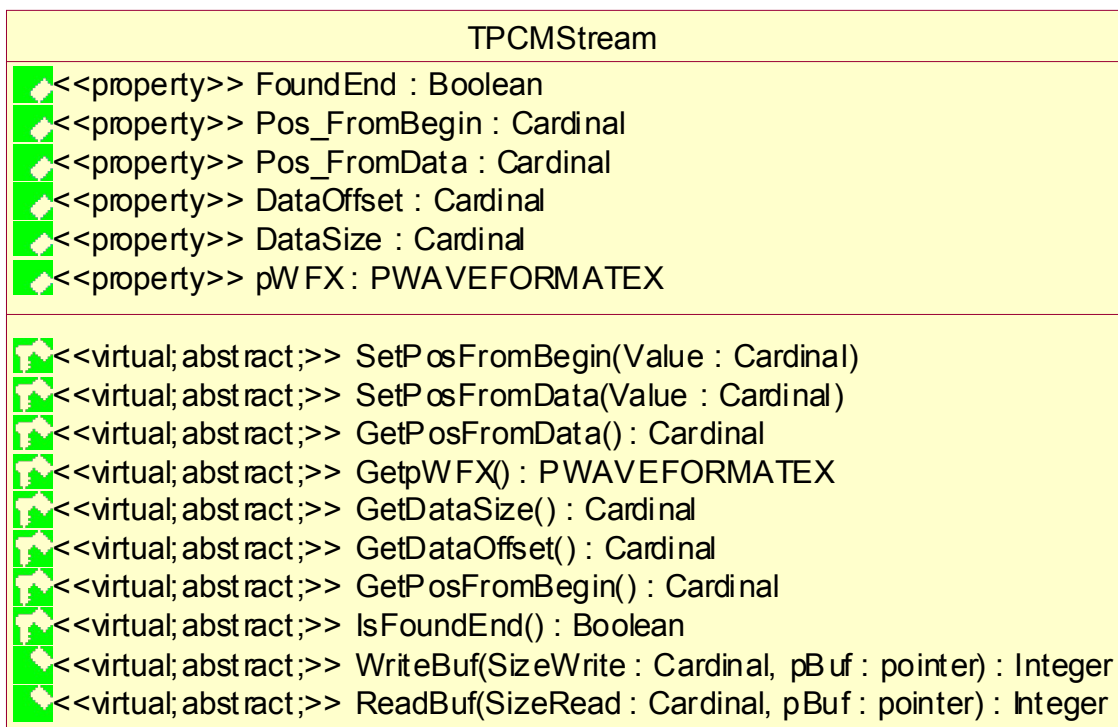 TPCMStream
<<property>> FoundEnd : Boolean
<<property>> Pos_FromBegin : Cardinal
<<property>> Pos_FromData : Cardinal
<<property>> DataOffset : Cardinal
<<property>> DataSize : Cardinal
<<property>> pWFX : PWAVEFORMATEX
<<virtual;abstract;>> SetPosFromBegin(Value : Cardinal)
<<virtual;abstract;>> SetPosFromData(Value : Cardinal)
<<virtual;abstract;>> GetPosFromData() : Cardinal
<<virtual;abstract;>> GetpWFX() : PWAVEFORMATEX
<<virtual;abstract;>> GetDataSize() : Cardinal
<<virtual;abstract;>> GetDataOffset() : Cardinal
<<virtual;abstract;>> GetPosFromBegin() : Cardinal
<<virtual;abstract;>> IsFoundEnd() : Boolean
<<virtual;abstract;>> WriteBuf(SizeWrite : Cardinal, pBuf : pointer) : Integer
<<virtual;abstract;>> ReadBuf(SizeRead : Cardinal, pBuf : pointer) : Integer